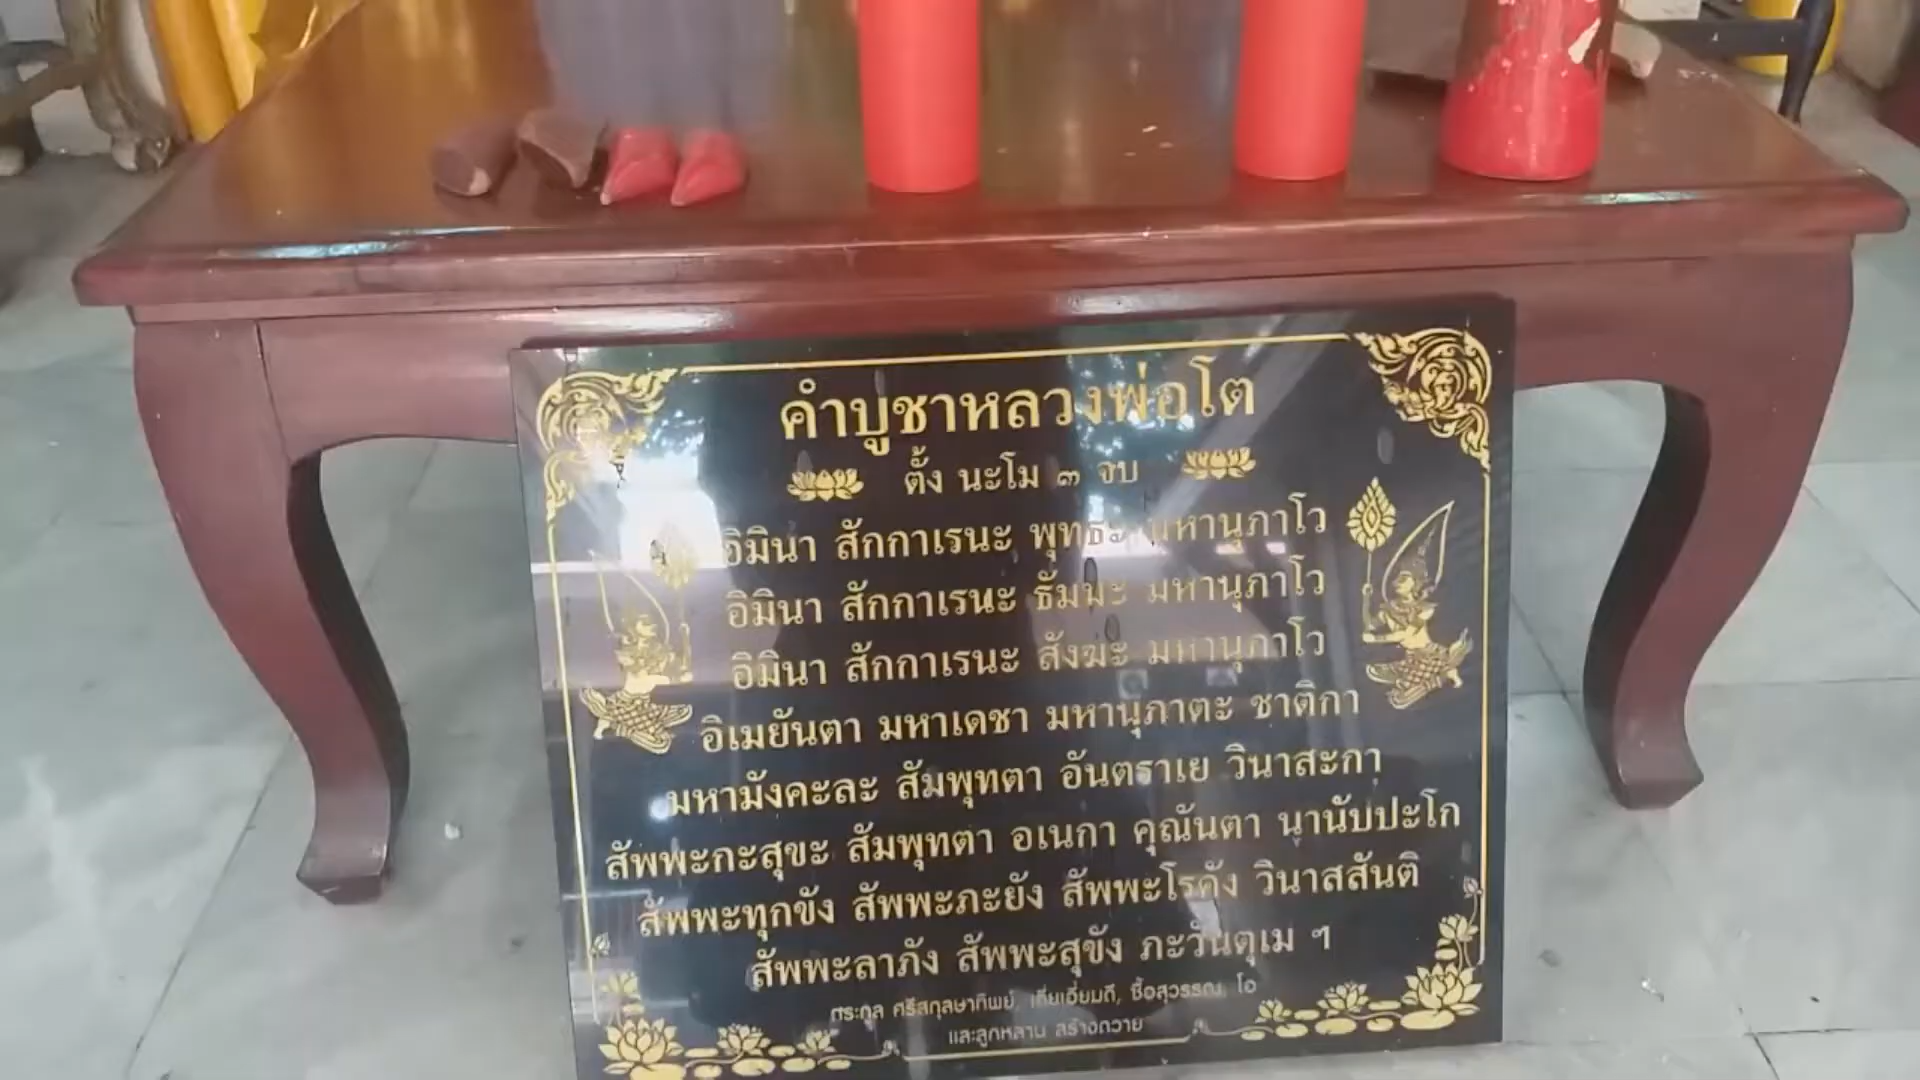 คำบูชาหลวงพ่อโต
ตั้ง นะโม ๓ จบ
อิมินา สักกาเรนะ พุทธะ มหานุภาโว
อิมินา สักกาเรนะ ธัมมะ มหานุภาโว
อิมินา สักกาเรนะ สังฆะ มหานุภาโว
อิเมยันตา มหาเดชา มหานุภาตะ ชาติกา
มหามังคะละ สัมพุทตา อันตราเย วินาสะกา
สัพพะกะสุขะ สัมพุทตา อเนกา คุณันตา นานับปะโก
สัพพะทุกขัง สัพพะภะยัง สัพพะโรคัง วินาสสันติ
สัพพะลาภัง สัพพะสุขัง ภะวันตุเม ฯ
ตระกูล ศรีสกุลษาทิพย์, เตียเอี่ยมดี, ชื้อสุวรรณ, โอ
และลูกหลาน สร้างถวาย